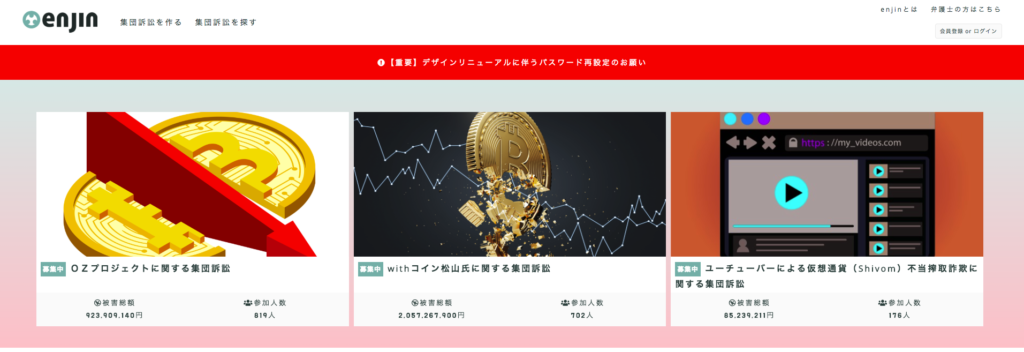 enjin
集団訴訟を作る 集団訴訟を探す
enjinとは 弁護士の方はこちら
会員登録 or ログイン
【重要】デザインリニューアルに伴うパスワード再設定のお願い
https://my_videos.com
募集中 OZプロジェクトに関する集団訴訟
被害総額 参加人数
923,909,140円 819人
募集中 withコイン松山氏に関する集団訴訟
被害総額 参加人数
2,057,267,900円 702人
募集中 ユーチューバーによる仮想通貨（Shivom）不当搾取詐欺に
関する集団訴訟
被害総額 参加人数
85,239,211円 176人